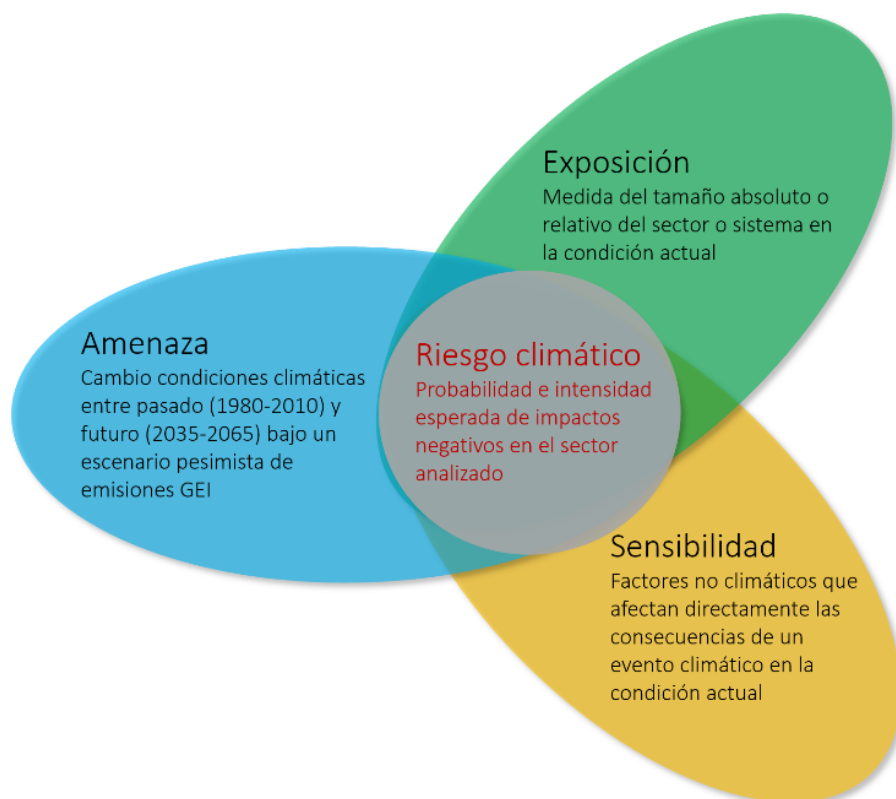 Exposición
Medida del tamaño absoluto o
relativo del sector o sistema en
la condición actual
Amenaza
Cambio condiciones climáticas
entre pasado (1980-2010) y
futuro (2035-2065) bajo un
escenario pesimista de
emisiones GEI
Riesgo climático
Probabilidad e intensidad
esperada de impactos
negativos en el sector
analizado
Sensibilidad
Factores no climáticos que
afectan directamente las
consecuencias de un
evento climático en la
condición actual